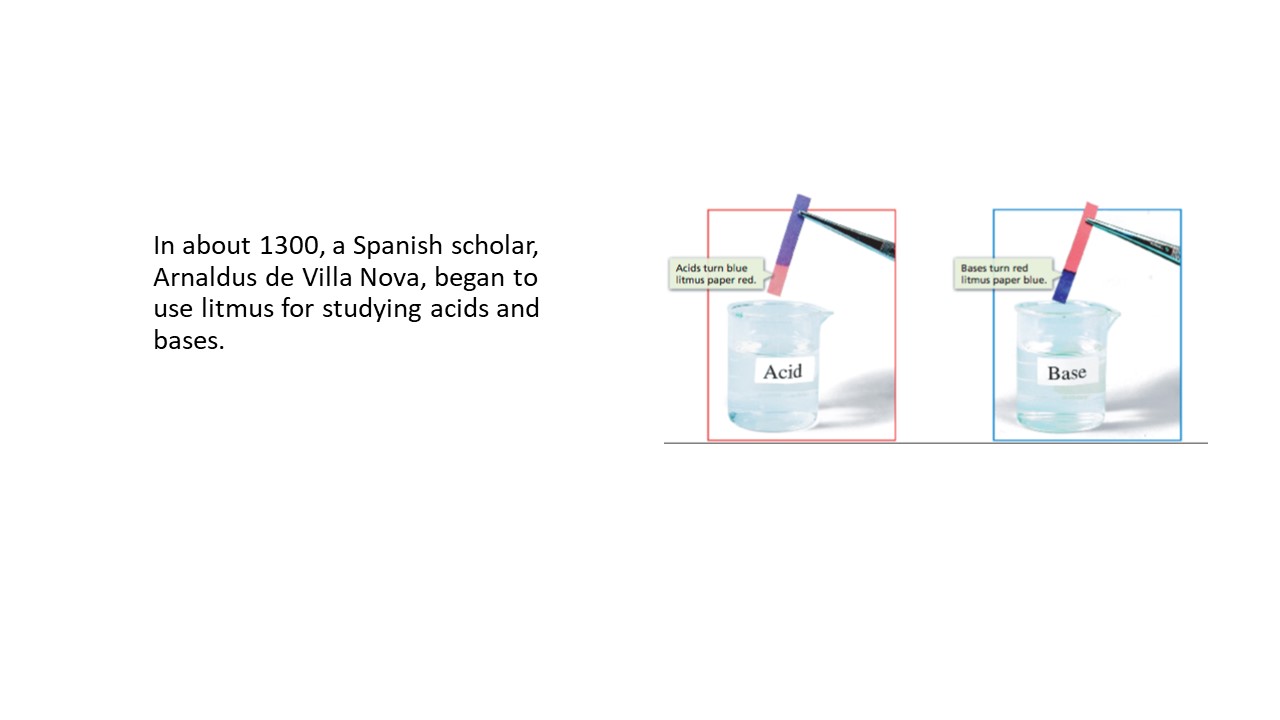 In about 1300, a Spanish scholar,
Arnaldus de Villa Nova, began to
use litmus for studying acids and
bases.
Acids turn blue
litmus paper red.
Acid
Bases turn red
litmus paper blue.
Base